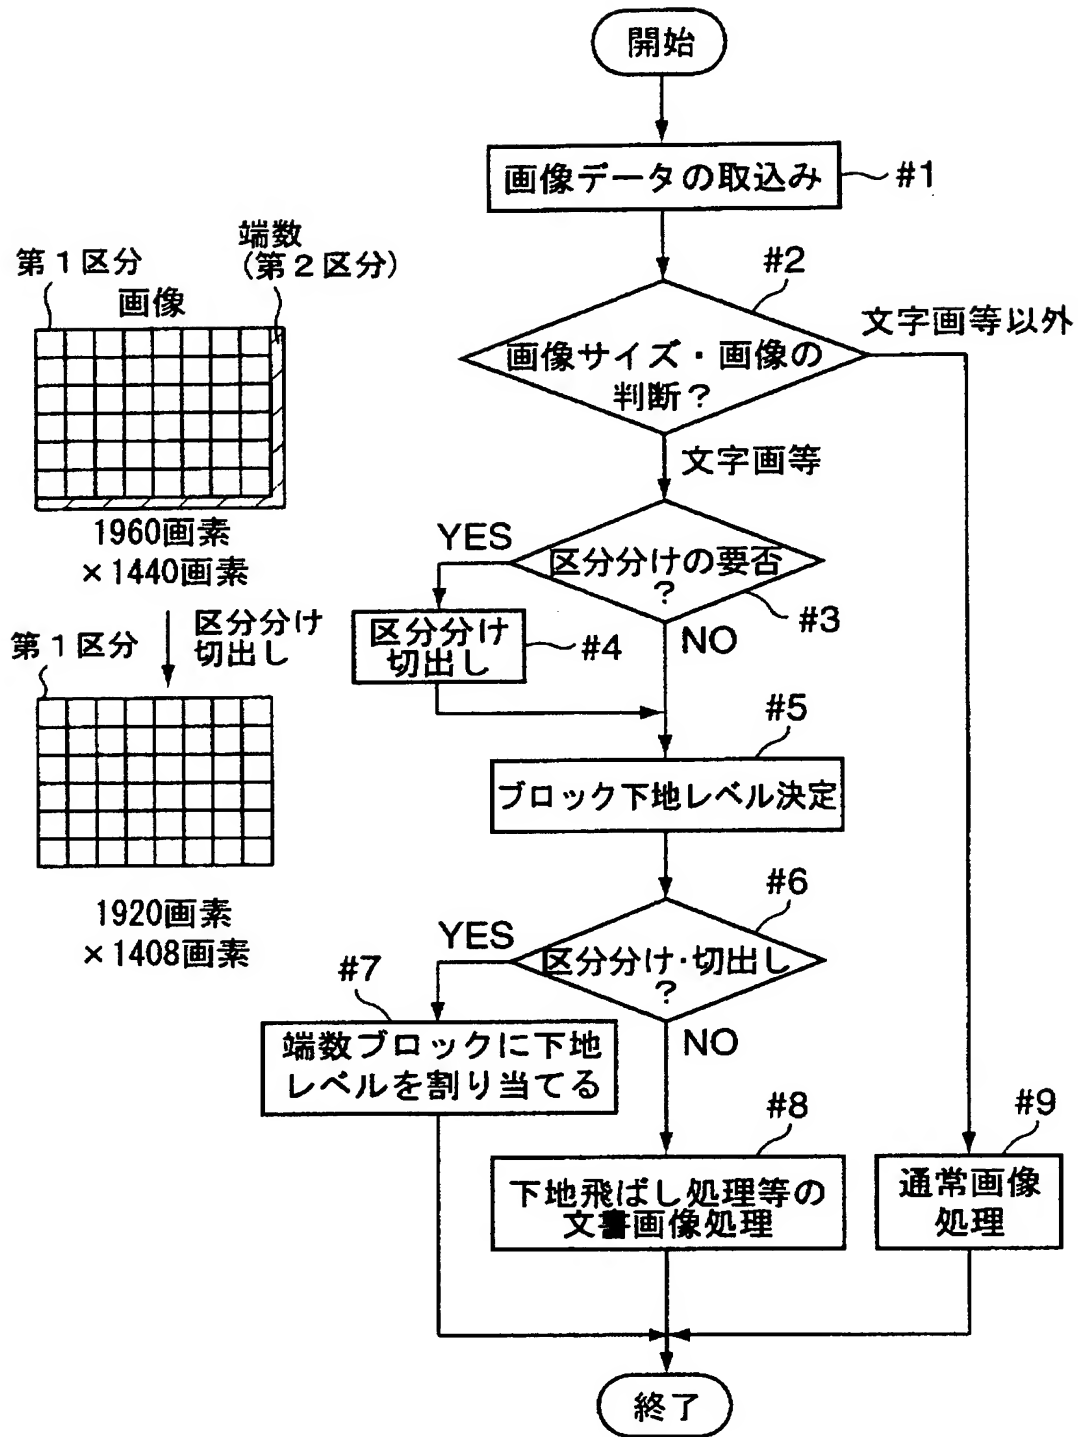 開始
画像データの取込み
#1
#2
画像サイズ・画像の
判断？
文字画等以外
文字画等
区分分けの要否
？
#3
YES
NO
区分分け
切出し
#4
#5
ブロック下地レベル決定
#6
区分分け・切出し
？
YES
NO
#7
端数ブロックに下地
レベルを割り当てる
#8
下地飛ばし処理等の
文書画像処理
#9
通常画像
処理
終了
第１区分
端数
（第２区分）
画像
1960画素
×1440画素
区分分け
切出し
第１区分
1920画素
×1408画素